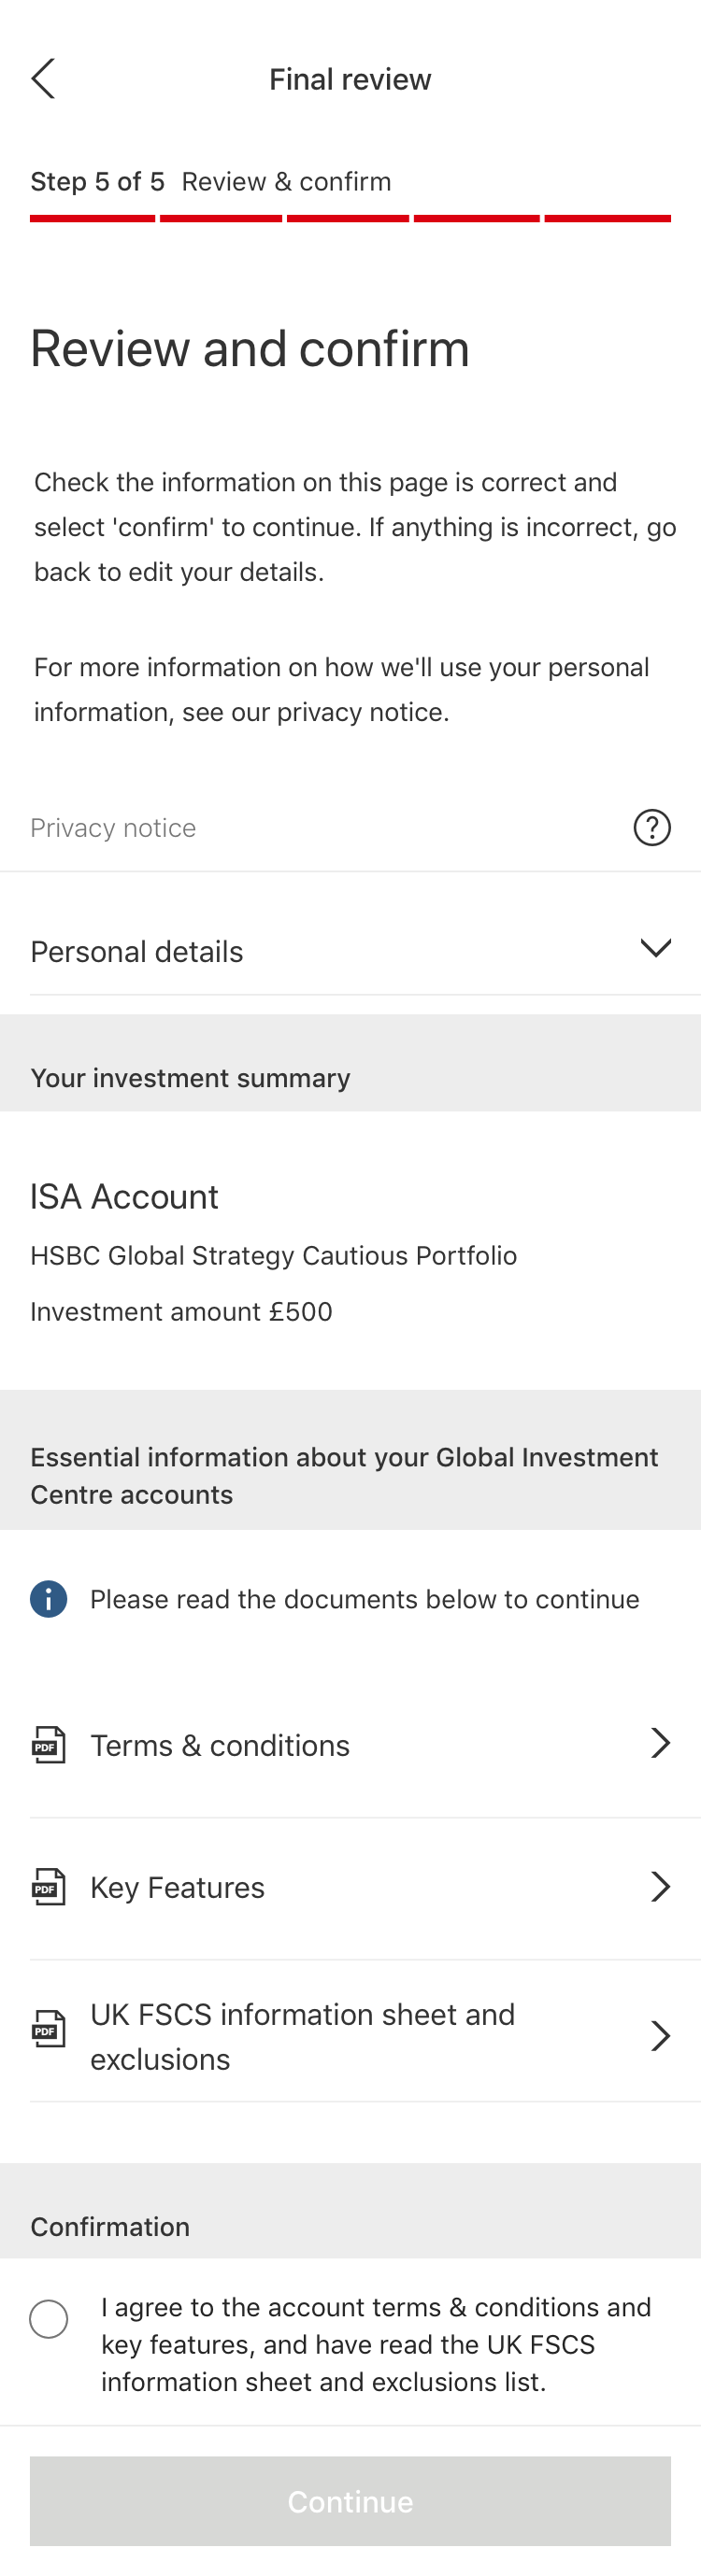 Final review
Step 5 of 5 Review & confirm
Review and confirm
Check the information on this page is correct and
select 'confirm' to continue. If anything is incorrect, go
back to edit your details.
For more information on how we'll use your personal
information, see our privacy notice.
Privacy notice
Personal details
Your investment summary
ISA Account
HSBC Global Strategy Cautious Portfolio
Investment amount £500
Essential information about your Global Investment
Centre accounts
Please read the documents below to continue
PDF Terms & conditions
PDF Key Features
PDF UK FSCS information sheet and
exclusions
Confirmation
I agree to the account terms & conditions and
key features, and have read the UK FSCS
information sheet and exclusions list.
Continue